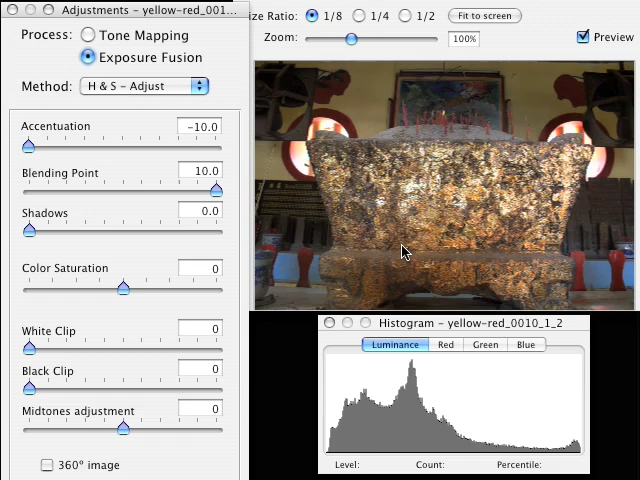 Adjustments – yellow-red_001...
Process:
Tone Mapping
Exposure Fusion
Method:
H & S - Adjust
Accentuation
-10.0
Blending Point
10.0
Shadows
0.0
Color Saturation
0
White Clip
0
Black Clip
0
Midtones adjustment
0
360° image
ize Ratio:
1/8
1/4
1/2
Fit to screen
Zoom:
100%
Preview
Histogram – yellow-red_0010_1_2
Luminance
Red
Green
Blue
Level:
Count:
Percentile: